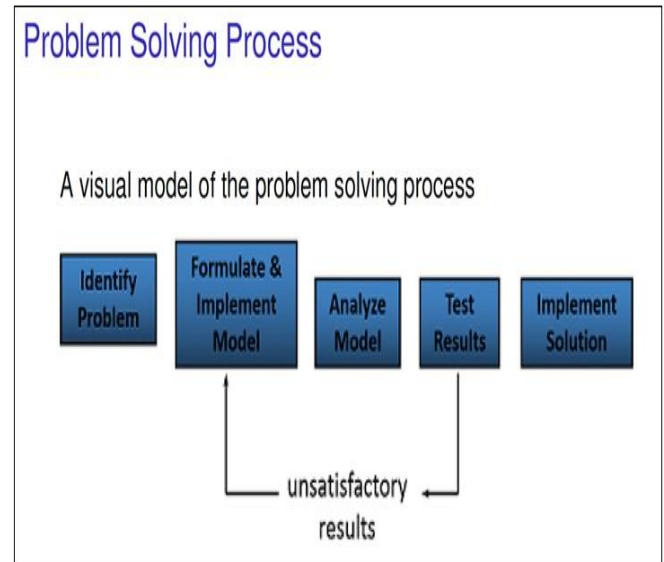 Problem Solving Process
A visual model of the problem solving process
Identify
Problem
Formulate &
Implement
Model
Analyze
Model
Test
Results
Implement
Solution
unsatisfactory
results